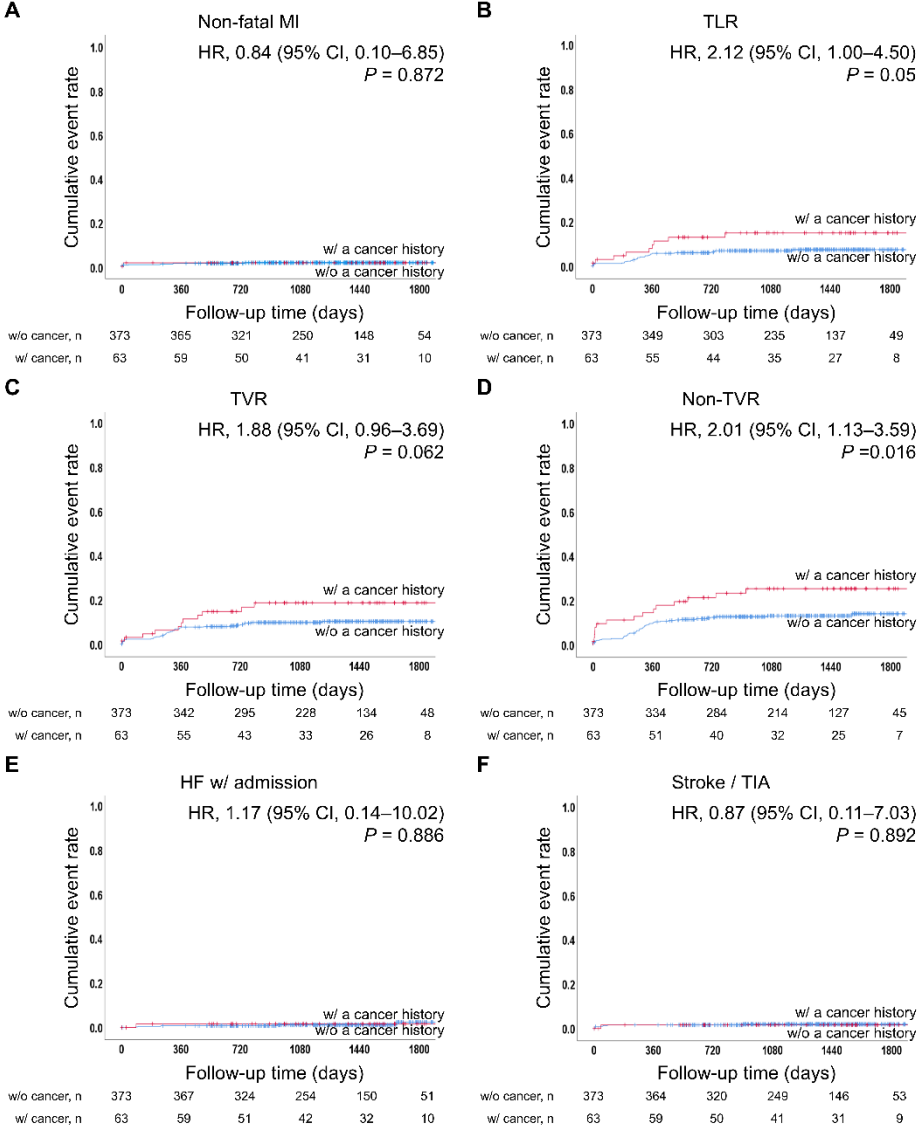 A
Non-fatal MI
HR, 0.84 (95% CI, 0.10–6.85)
P = 0.872
Cumulative event rate
1.0
0.8
0.6
0.4
0.2
0.0
w/ a cancer history
w/o a cancer history
0 360 720 1080 1440 1800
Follow-up time (days)
w/o cancer, n 373 365 321 250 148 54
w/ cancer, n 63 59 50 41 31 10
B
TLR
HR, 2.12 (95% CI, 1.00–4.50)
P = 0.05
Cumulative event rate
1.0
0.8
0.6
0.4
0.2
0.0
w/ a cancer history
w/o a cancer history
0 360 720 1080 1440 1800
Follow-up time (days)
w/o cancer, n 373 349 303 235 137 49
w/ cancer, n 63 55 44 35 27 8
C
TVR
HR, 1.88 (95% CI, 0.96–3.69)
P = 0.062
Cumulative event rate
1.0
0.8
0.6
0.4
0.2
0.0
w/ a cancer history
w/o a cancer history
0 360 720 1080 1440 1800
Follow-up time (days)
w/o cancer, n 373 342 295 228 134 48
w/ cancer, n 63 55 43 33 26 8
D
Non-TVR
HR, 2.01 (95% CI, 1.13–3.59)
P =0.016
Cumulative event rate
1.0
0.8
0.6
0.4
0.2
0.0
w/ a cancer history
w/o a cancer history
0 360 720 1080 1440 1800
Follow-up time (days)
w/o cancer, n 373 334 284 214 127 45
w/ cancer, n 63 51 40 32 25 7
E
HF w/ admission
HR, 1.17 (95% CI, 0.14–10.02)
P = 0.886
Cumulative event rate
1.0
0.8
0.6
0.4
0.2
0.0
w/ a cancer history
w/o a cancer history
0 360 720 1080 1440 1800
Follow-up time (days)
w/o cancer, n 373 367 324 254 150 51
w/ cancer, n 63 59 51 42 32 10
F
Stroke / TIA
HR, 0.87 (95% CI, 0.11–7.03)
P = 0.892
Cumulative event rate
1.0
0.8
0.6
0.4
0.2
0.0
w/ a cancer history
w/o a cancer history
0 360 720 1080 1440 1800
Follow-up time (days)
w/o cancer, n 373 364 320 249 146 53
w/ cancer, n 63 59 50 41 31 9